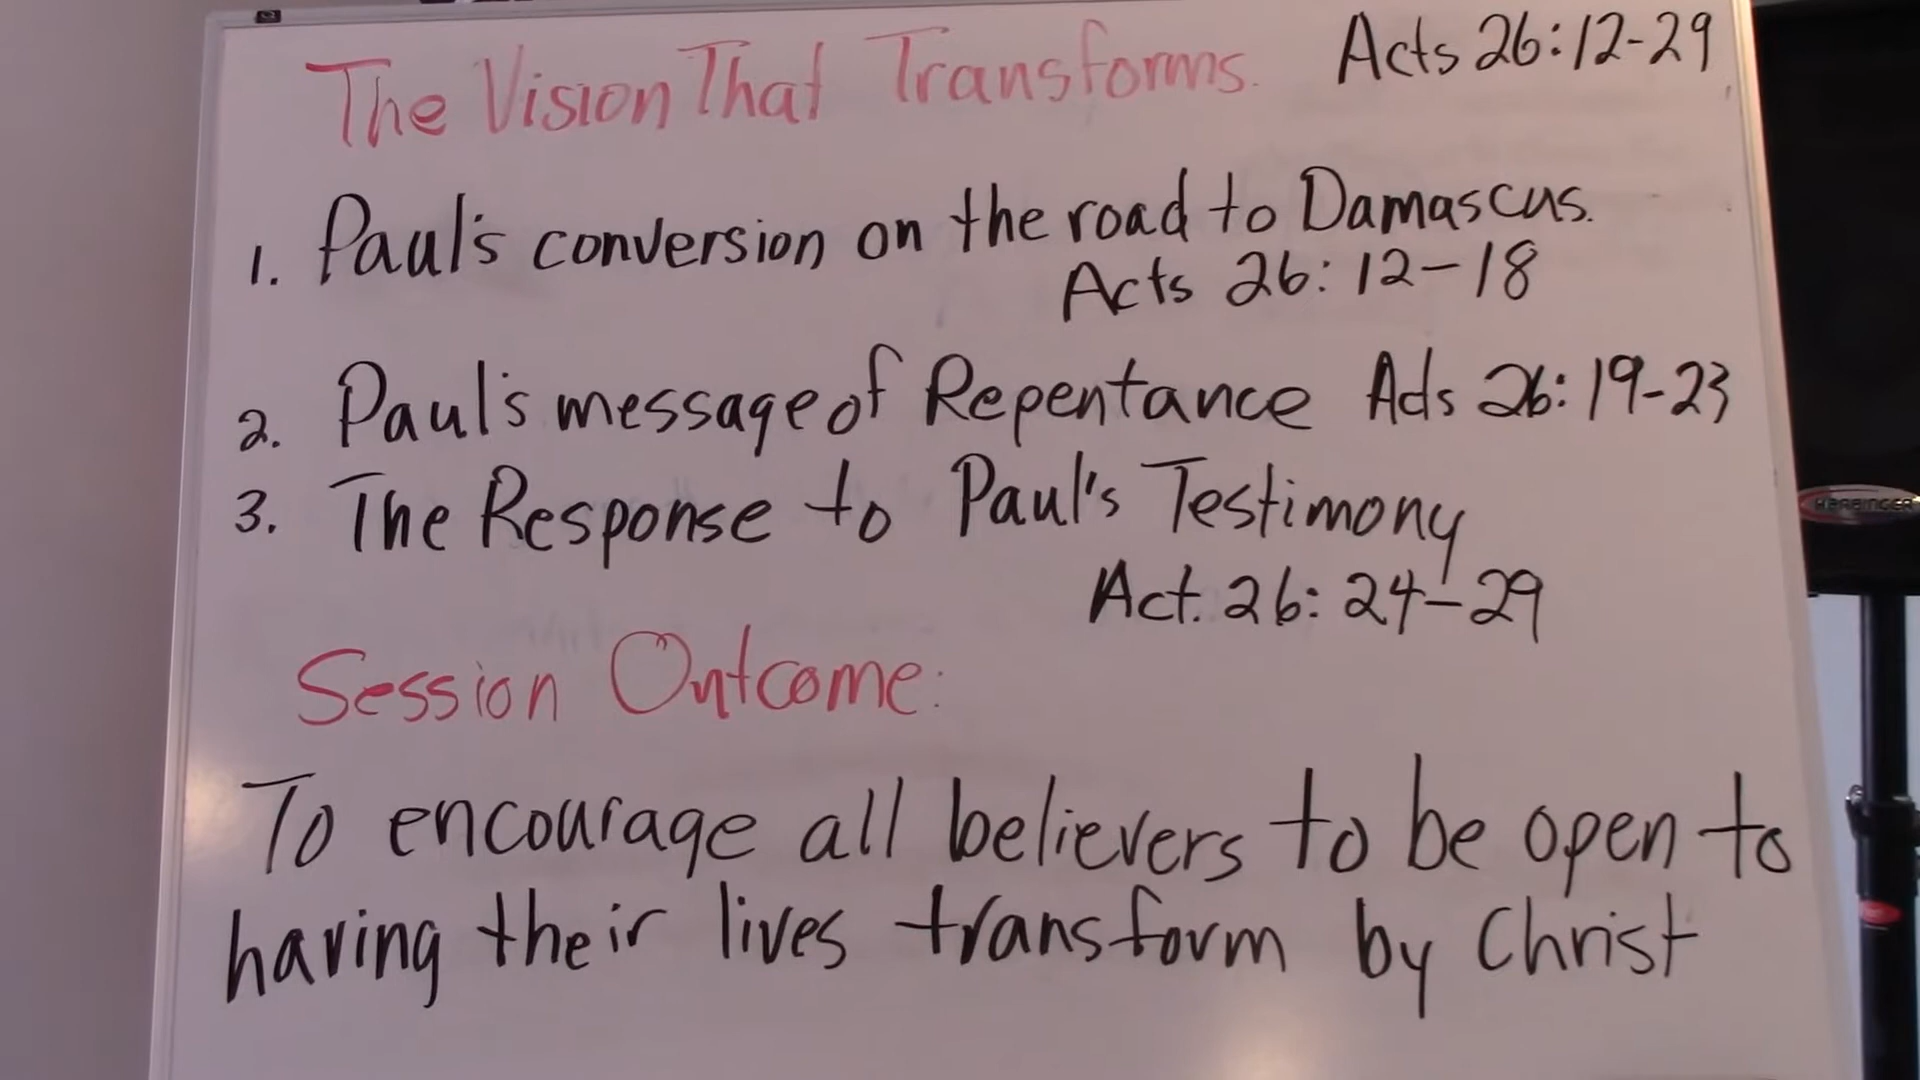 The Vision That Transforms. Acts 26:12-29
1. Paul's conversion on the road to Damascus.
Acts 26: 12-18
2. Paul's message of Repentance Acts 26: 19-23
3. The Response to Paul's Testimony
Act. 26: 24-29
Session Outcome:
To encourage all believers to be open to
having their lives transform by Christ
HARBINGER